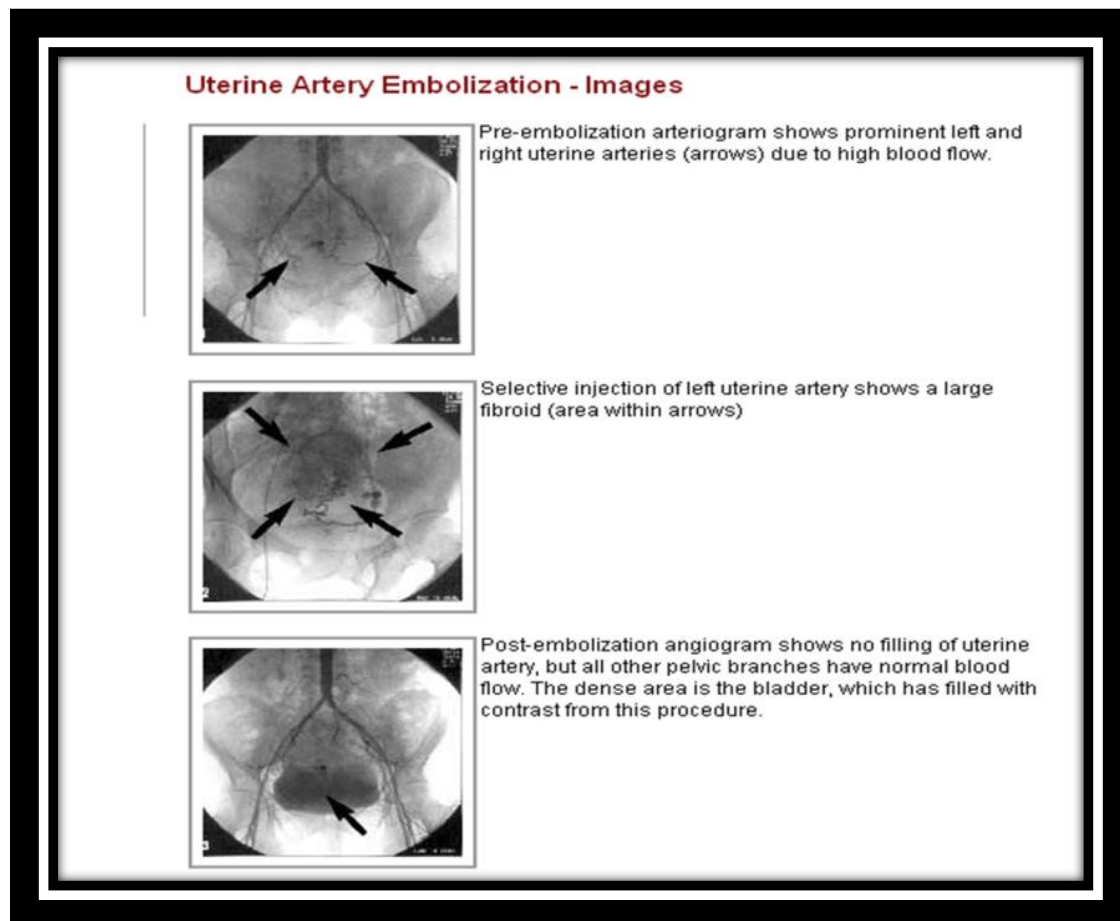 Uterine Artery Embolization - Images
Pre-embolization arteriogram shows prominent left and
right uterine arteries (arrows) due to high blood flow.
Selective injection of left uterine artery shows a large
fibroid (area within arrows)
2
Post-embolization angiogram shows no filling of uterine
artery, but all other pelvic branches have normal blood
flow. The dense area is the bladder, which has filled with
contrast from this procedure.
3